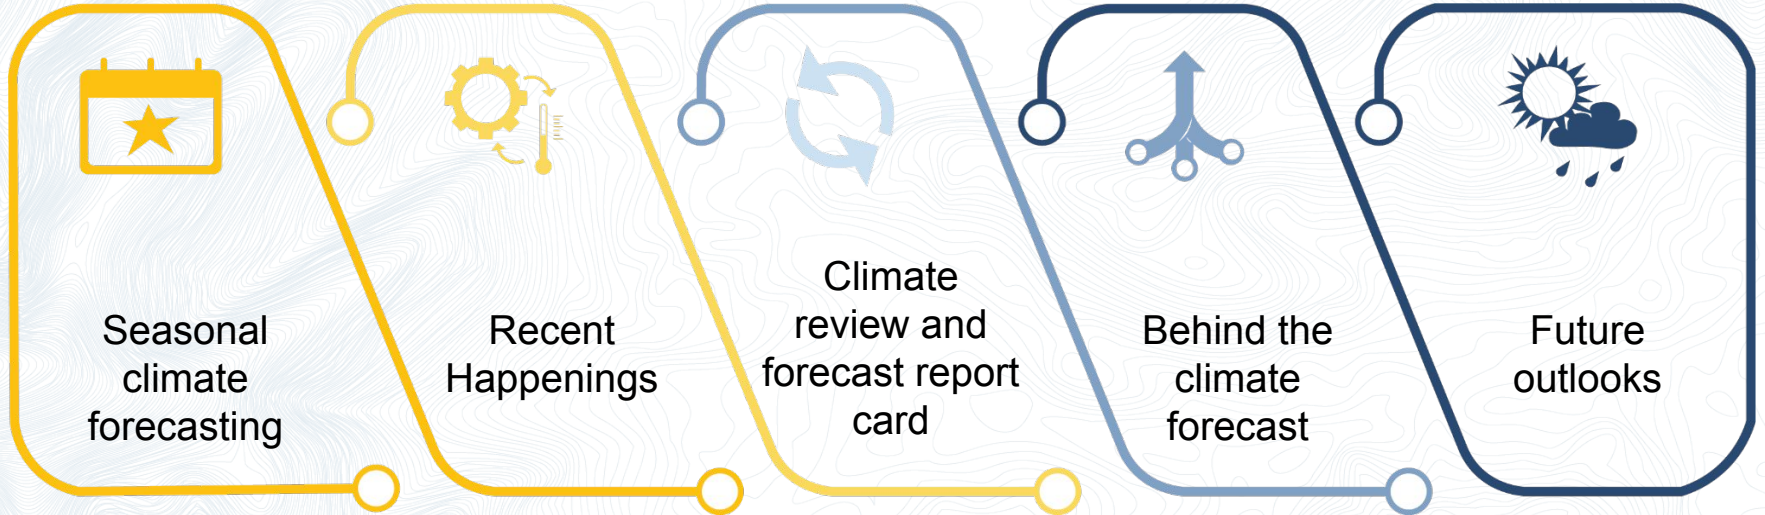 Seasonal
climate
forecasting
Recent
Happenings
Climate
review and
forecast report
card
Behind the
climate
forecast
Future
outlooks